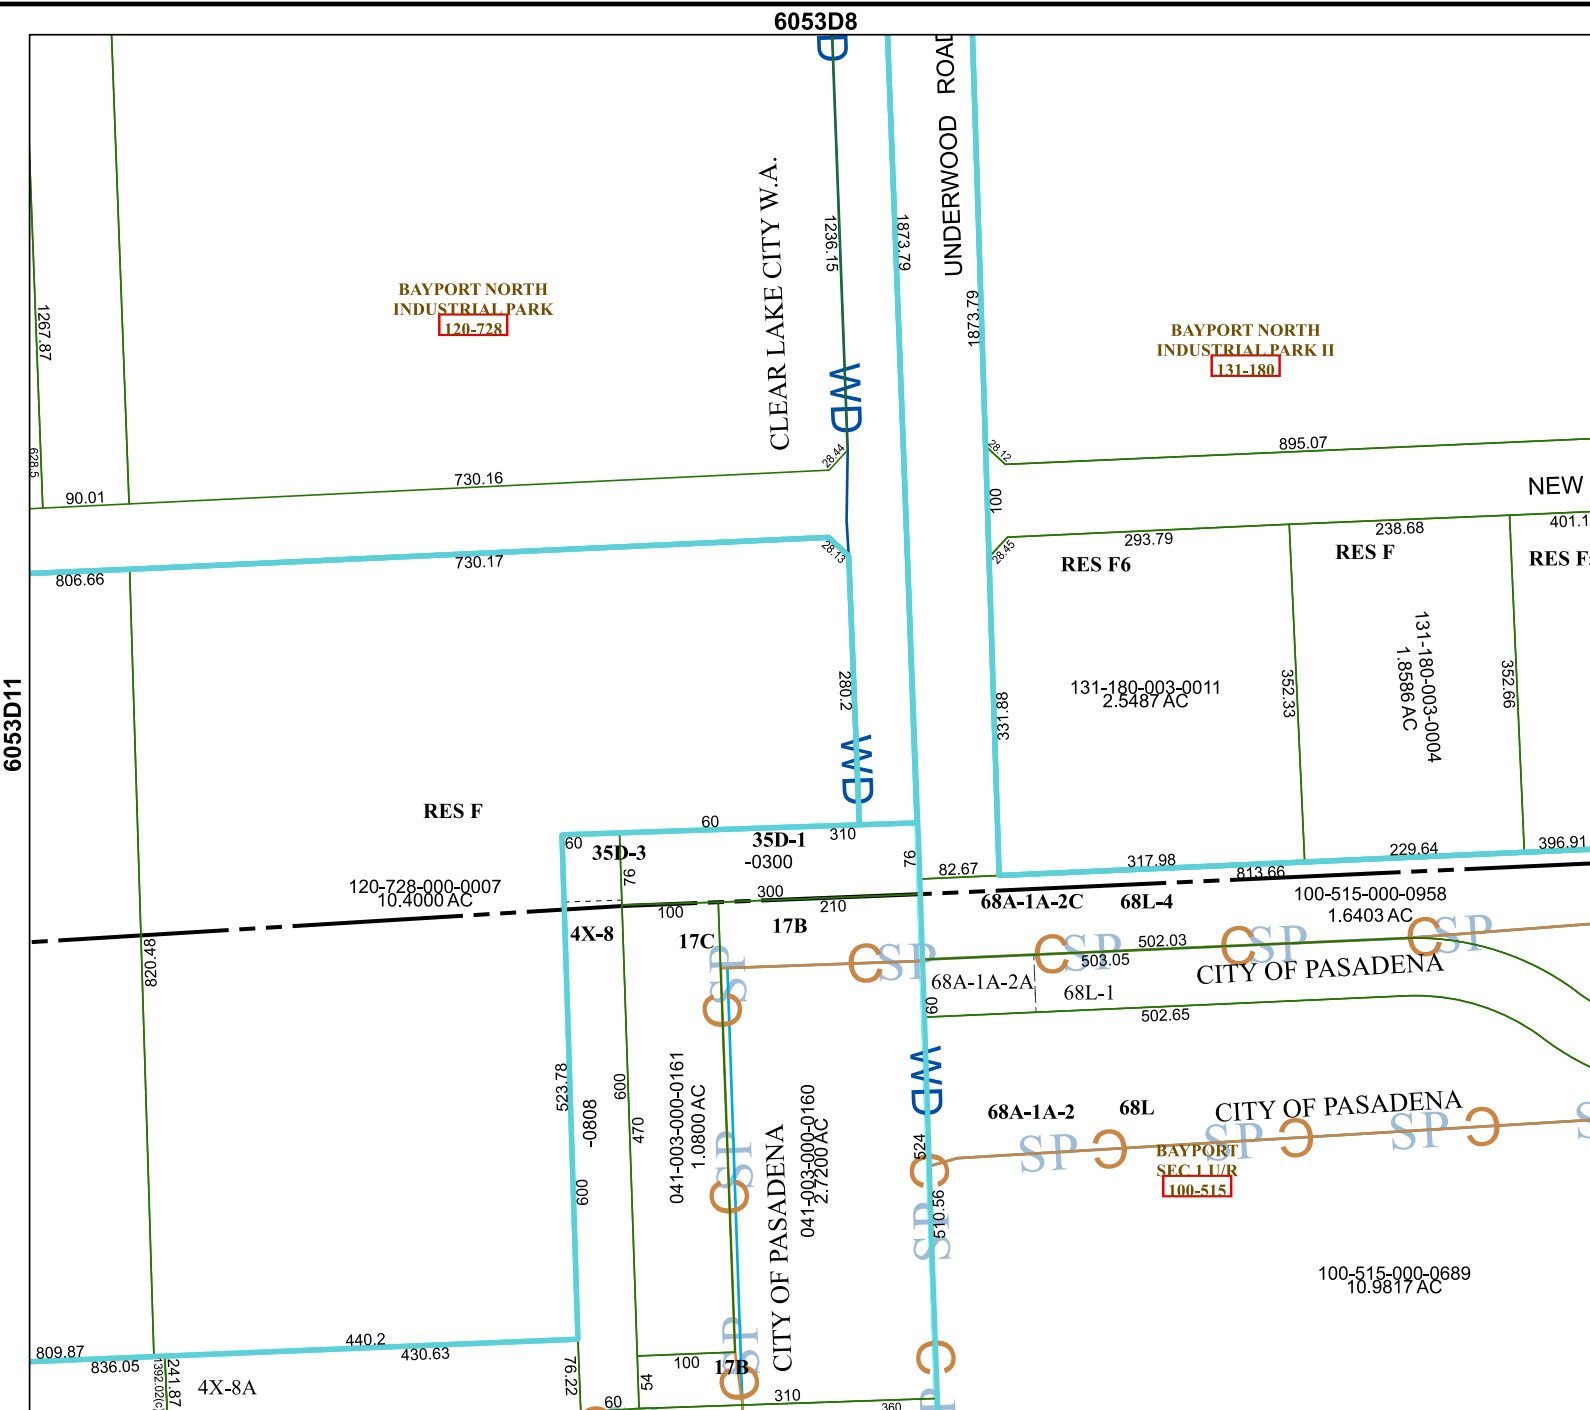 6053D8
6053D11
D
UNDERWOOD ROAD
CLEAR LAKE CITY W.A.
1236.15
1873.79
1873.79
1267.87
628.5
BAYPORT NORTH
INDUSTRIAL PARK
120-728
BAYPORT NORTH
INDUSTRIAL PARK II
131-180
WD
90.01
730.16
28.44
28.12
895.07
100
NEW
806.66
730.17
28.13
28.45
293.79
238.68
401.1
RES F6
RES F
RES F
280.2
331.88
131-180-003-0011
2.5487 AC
352.33
131-180-003-0004
1.8586 AC
352.66
WD
RES F
60
60
310
35D-3
35D-1
-0300
76
76
82.67
317.98
813.66
229.64
396.91
120-728-000-0007
10.4000 AC
100
300
210
68A-1A-2C
68L-4
100-515-000-0958
1.6403 AC
4X-8
17C
17B
820.48
SP
C
C
SP
C
SP
502.03
503.05
C
SP
C
SP
CITY OF PASADENA
68A-1A-2A
68L-1
60
502.65
WD
523.78
-0808
600
600
470
041-003-000-0161
1.0800 AC
SP
C
CITY OF PASADENA
041-003-000-0160
2.7200 AC
68A-1A-2
68L
CITY OF PASADENA
524
C
510.56
SP
SP
C
SP
C
SP
C
S
BAYPORT
SEC 1 U/R
100-515
100-515-000-0689
10.9817 AC
809.87
836.05
440.2
430.63
1392.02(c)
241.87
4X-8A
76.22
60
54
100
17B
SP
C
310
360
C
P